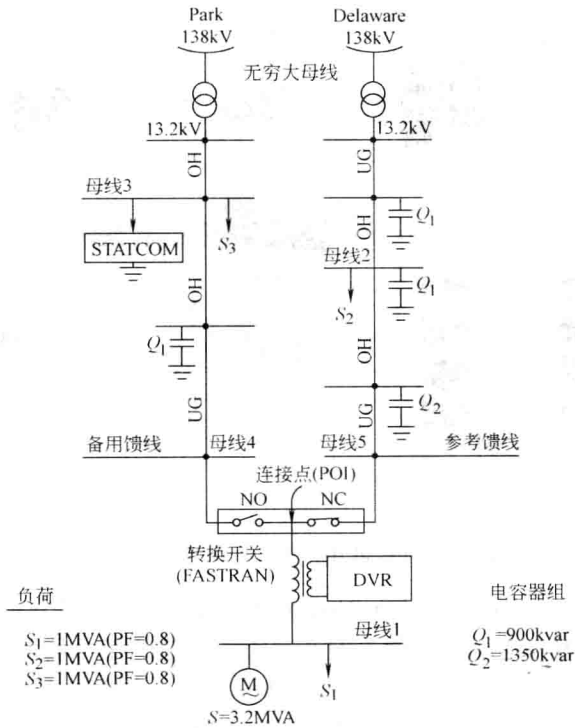 Park
138kV
Delaware
138kV
无穷大母线
13.2kV
13.2kV
OH
UG
母线3
Q₁
STATCOM
S₃
OH
母线2
Q₁
S₂
OH
Q₁
OH
Q₂
UG
UG
备用馈线
母线4
母线5
参考馈线
连接点(POI)
NO
NC
转换开关
(FASTRAN)
DVR
负荷
电容器组
母线1
S₁=1MVA(PF=0.8)
S₂=1MVA(PF=0.8)
S₃=1MVA(PF=0.8)
Q₁=900kvar
Q₂=1350kvar
M
~
S₁
S=3.2MVA